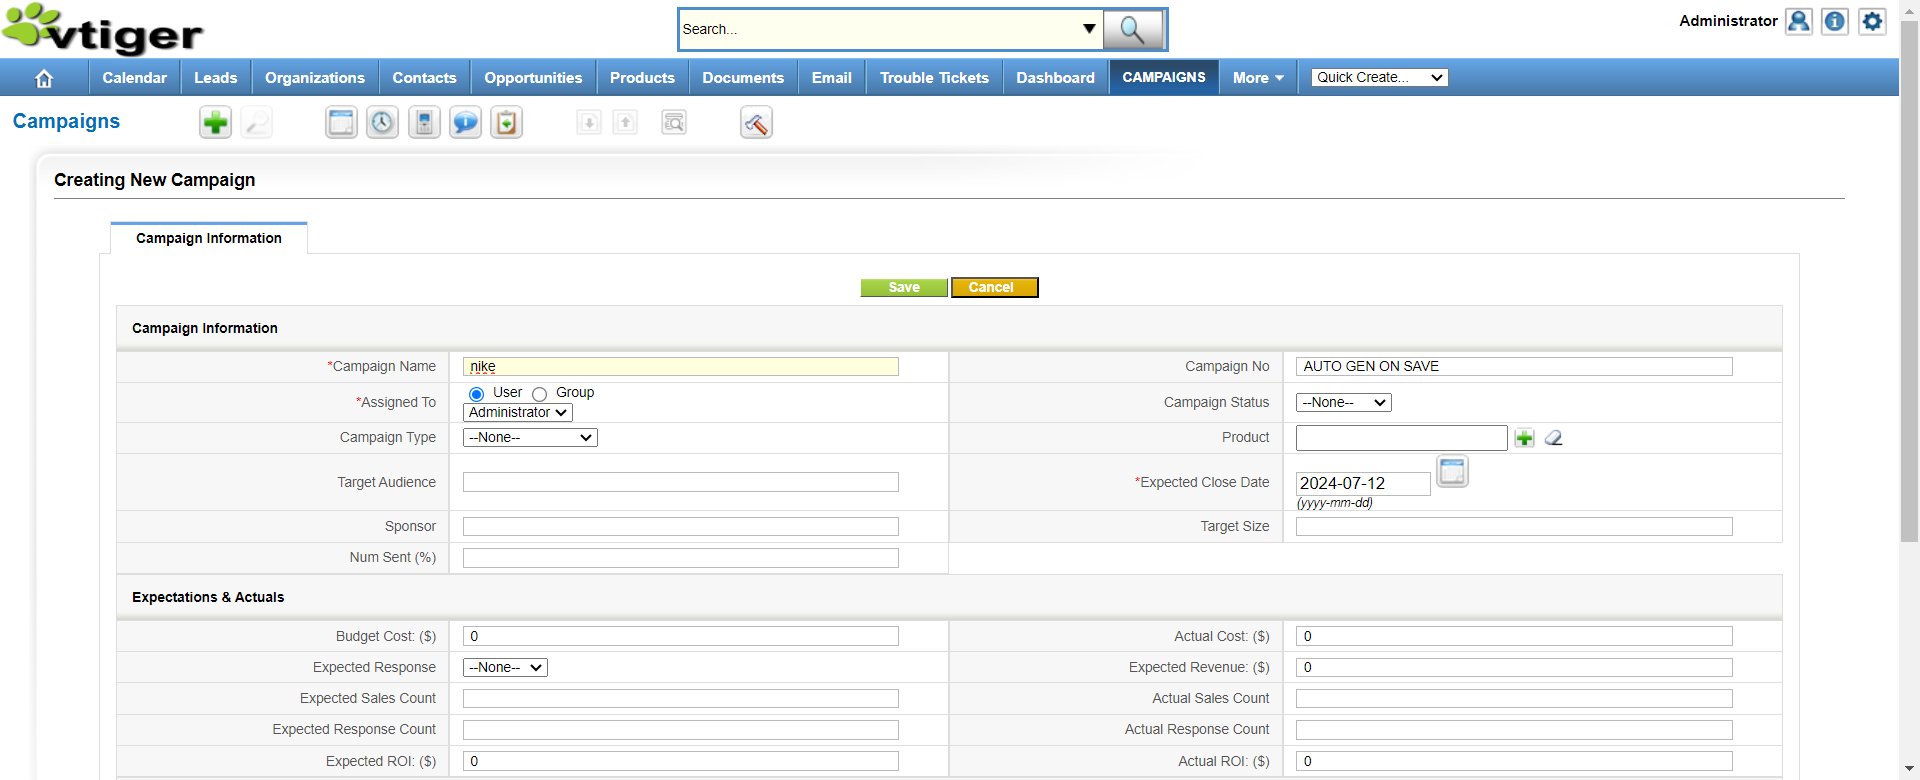 vtiger
Search...
Administrator
Calendar Leads Organizations Contacts Opportunities Products Documents Email Trouble Tickets Dashboard CAMPAIGNS More Quick Create...
Campaigns
Creating New Campaign
Campaign Information
Save Cancel
Campaign Information
*Campaign Name nike Campaign No AUTO GEN ON SAVE
*Assigned To User Group Administrator Campaign Status --None--
Campaign Type --None-- Product
Target Audience *Expected Close Date 2024-07-12
(yyyy-mm-dd)
Sponsor Target Size
Num Sent (%)
Expectations & Actuals
Budget Cost: ($) 0 Actual Cost: ($) 0
Expected Response --None-- Expected Revenue: ($) 0
Expected Sales Count Actual Sales Count
Expected Response Count Actual Response Count
Expected ROI: ($) 0 Actual ROI: ($) 0